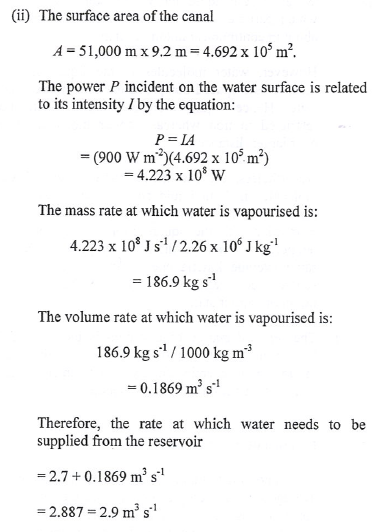 (ii) The surface area of the canal
A = 51,000 m x 9.2 m = 4.692 x 10⁵ m².
The power P incident on the water surface is related
to its intensity I by the equation:
P = IA
= (900 W m⁻²)(4.692 x 10⁵ m²)
= 4.223 x 10⁸ W
The mass rate at which water is vapourised is:
4.223 x 10⁸ J s⁻¹ / 2.26 x 10⁶ J kg⁻¹
= 186.9 kg s⁻¹
The volume rate at which water is vapourised is:
186.9 kg s⁻¹ / 1000 kg m⁻³
= 0.1869 m³ s⁻¹
Therefore, the rate at which water needs to be
supplied from the reservoir
= 2.7 + 0.1869 m³ s⁻¹
= 2.887 = 2.9 m³ s⁻¹